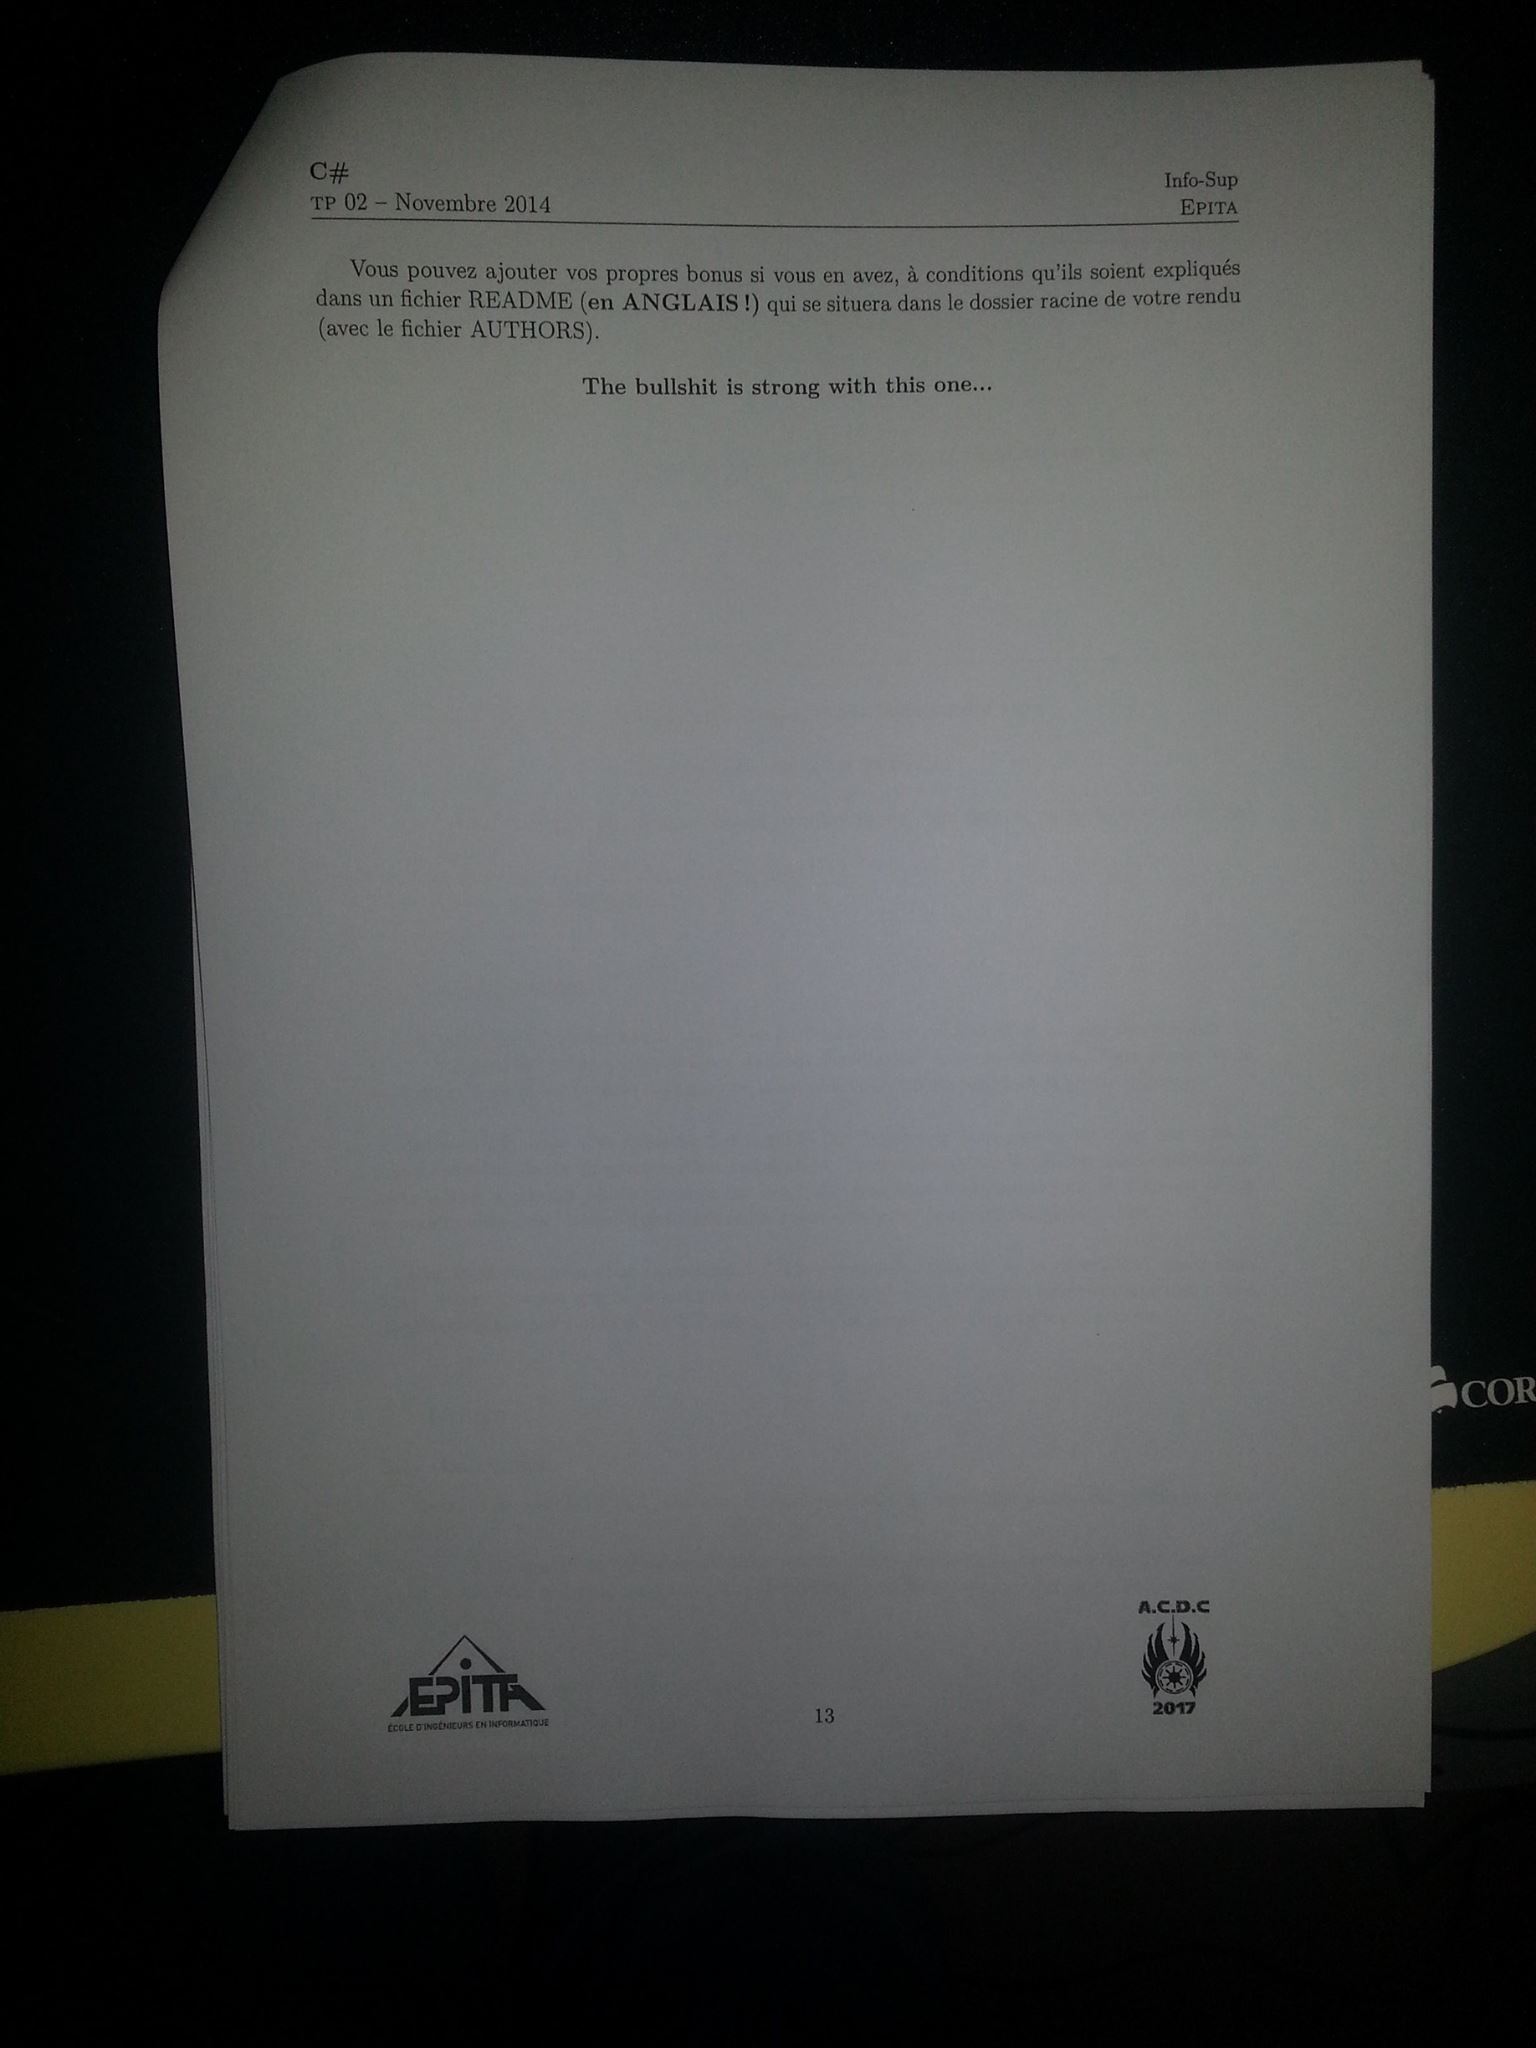 C#
TP 02 – Novembre 2014
Info-Sup
EPITA
Vous pouvez ajouter vos propres bonus si vous en avez, à conditions qu'ils soient expliqués
dans un fichier README (en ANGLAIS !) qui se situera dans le dossier racine de votre rendu
(avec le fichier AUTHORS).
The bullshit is strong with this one...
COR
EPITA
ÉCOLE D'INGÉNIEURS EN INFORMATIQUE
13
A.C.D.C
2017